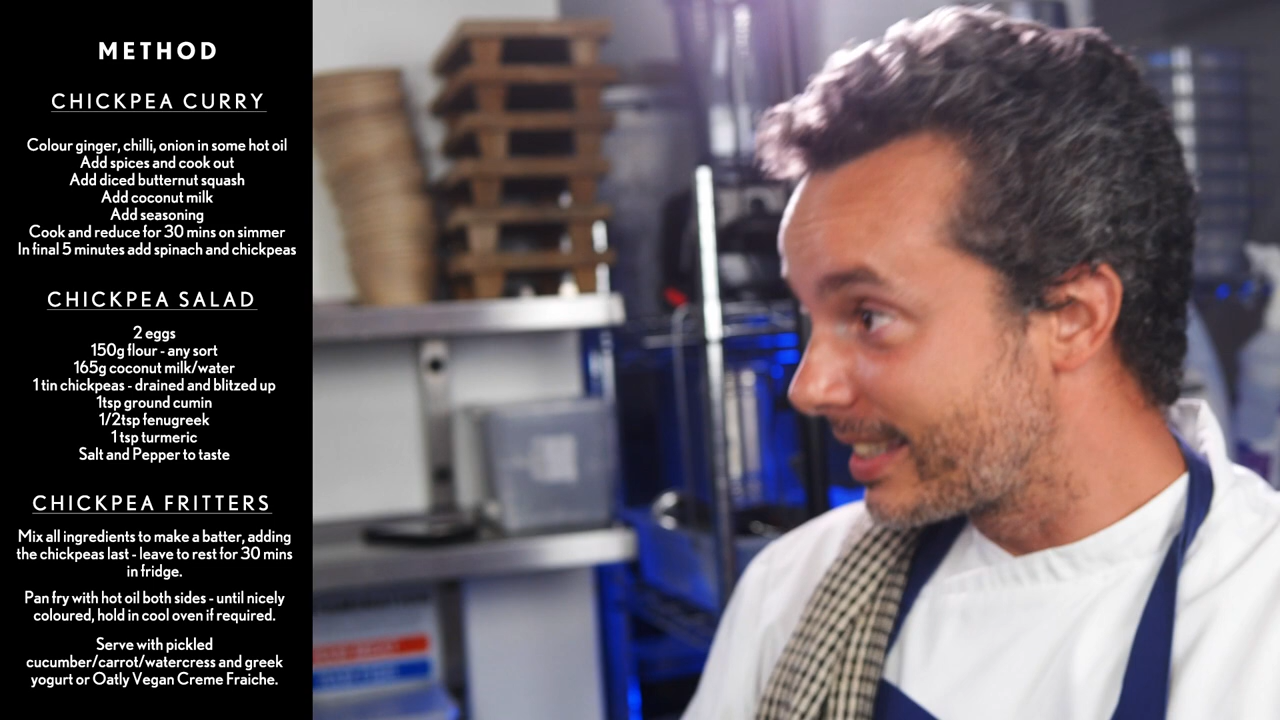 METHOD
CHICKPEA CURRY
Colour ginger, chilli, onion in some hot oil
Add spices and cook out
Add diced butternut squash
Add coconut milk
Add seasoning
Cook and reduce for 30 mins on simmer
In final 5 minutes add spinach and chickpeas
CHICKPEA SALAD
2 eggs
150g flour - any sort
165g coconut milk/water
1 tin chickpeas - drained and blitzed up
1tsp ground cumin
1/2tsp fenugreek
1 tsp turmeric
Salt and Pepper to taste
CHICKPEA FRITTERS
Mix all ingredients to make a batter, adding
the chickpeas last - leave to rest for 30 mins
in fridge.
Pan fry with hot oil both sides - until nicely
coloured, hold in cool oven if required.
Serve with pickled
cucumber/carrot/watercress and greek
yogurt or Oatly Vegan Creme Fraiche.